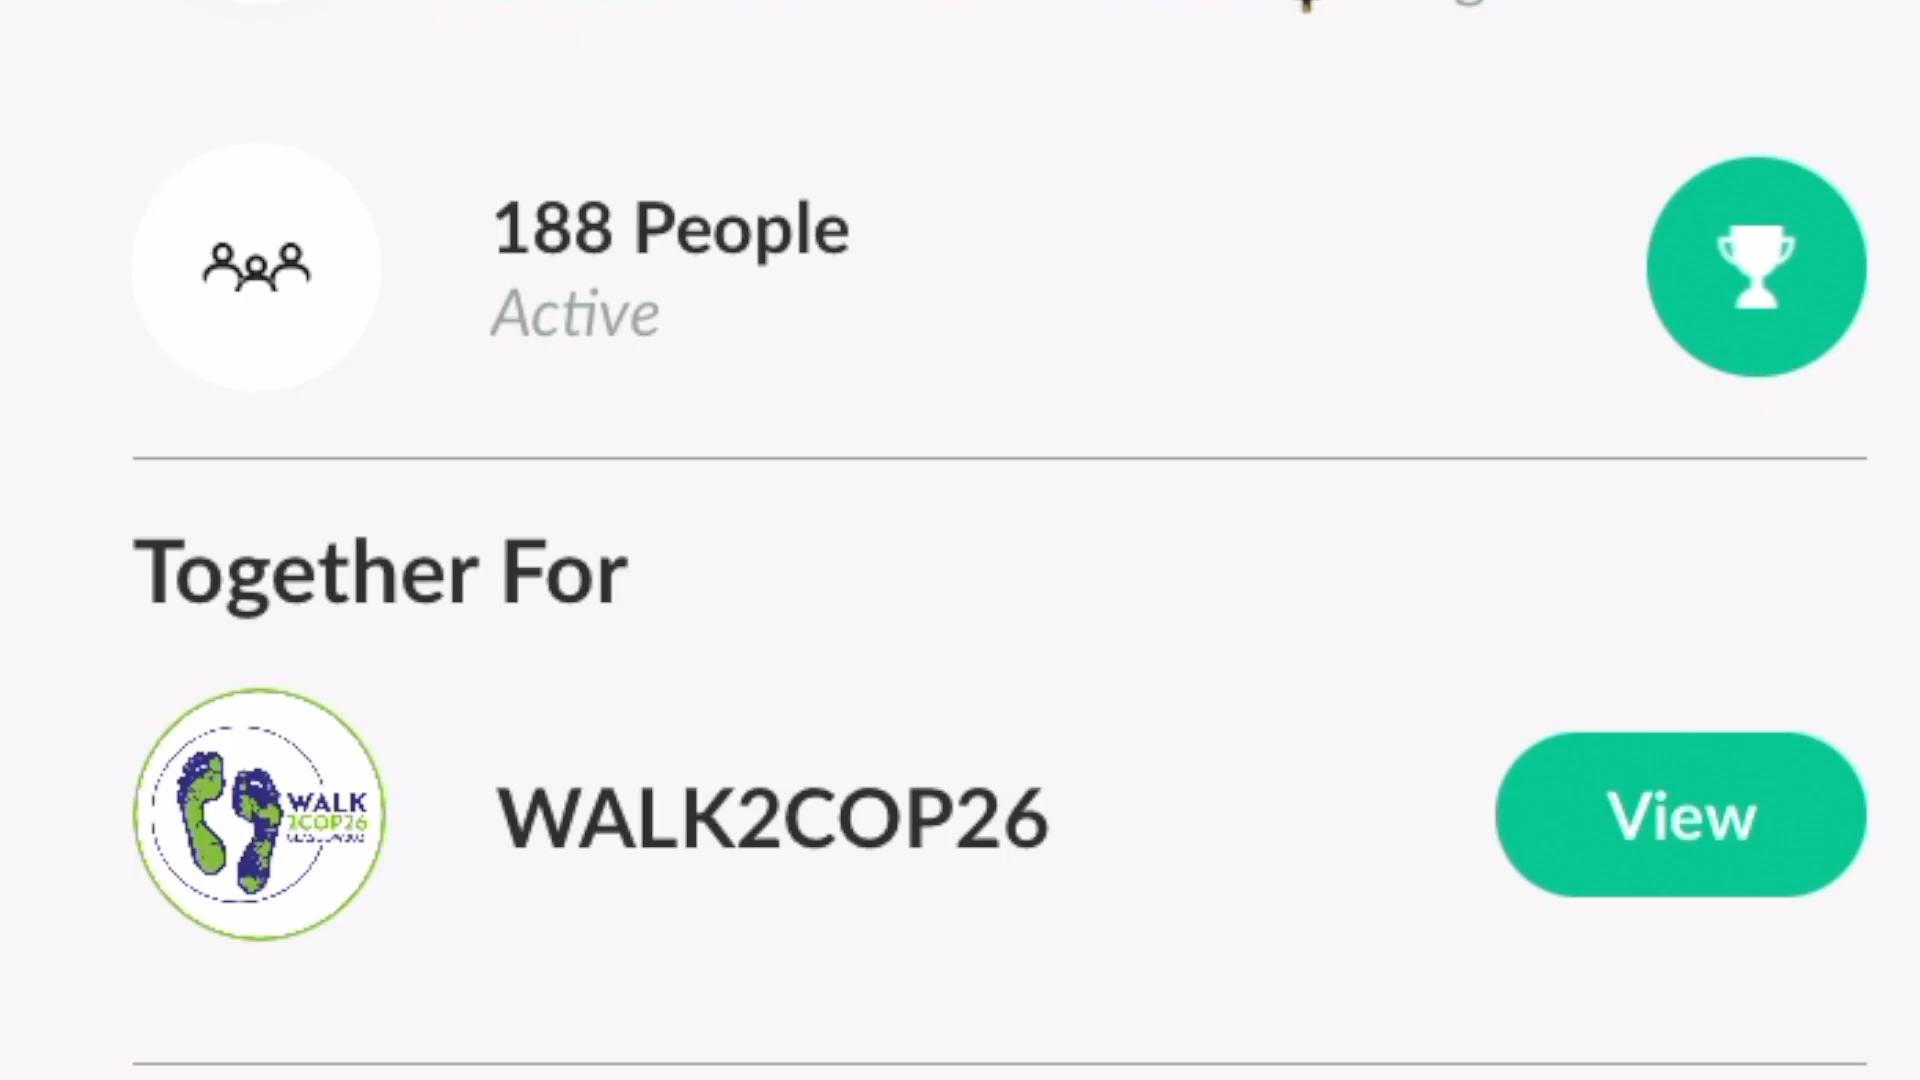 188 People
Active
Together For
WALK
2COP26
WALK2COP26
View